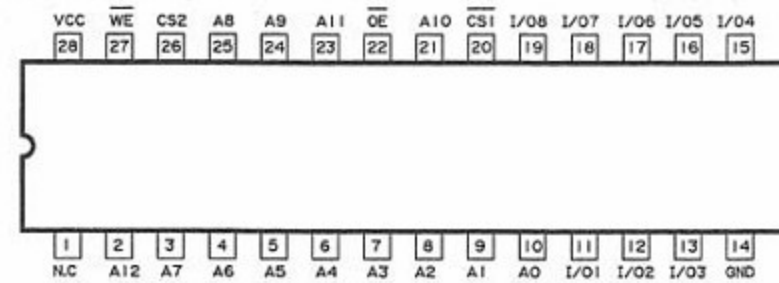 VCC WE CS2 A8 A9 A11 OE A10 CS1 I/O8 I/O7 I/O6 I/O5 I/O4
28 27 26 25 24 23 22 21 20 19 18 17 16 15
1 2 3 4 5 6 7 8 9 10 11 12 13 14
N.C A12 A7 A6 A5 A4 A3 A2 A1 A0 I/O1 I/O2 I/O3 GND